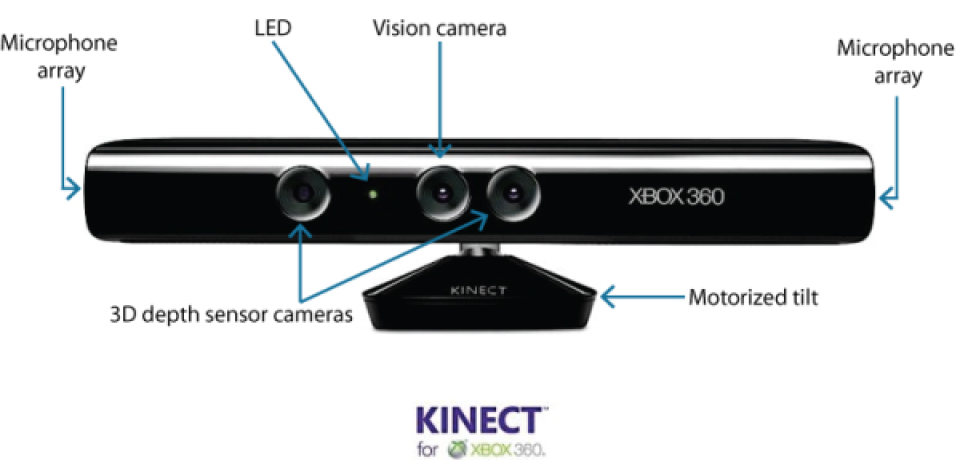 LED
Vision camera
Microphone
array
Microphone
array
XBOX 360
KINECT
Motorized tilt
3D depth sensor cameras
KINECT™
for XBOX 360.